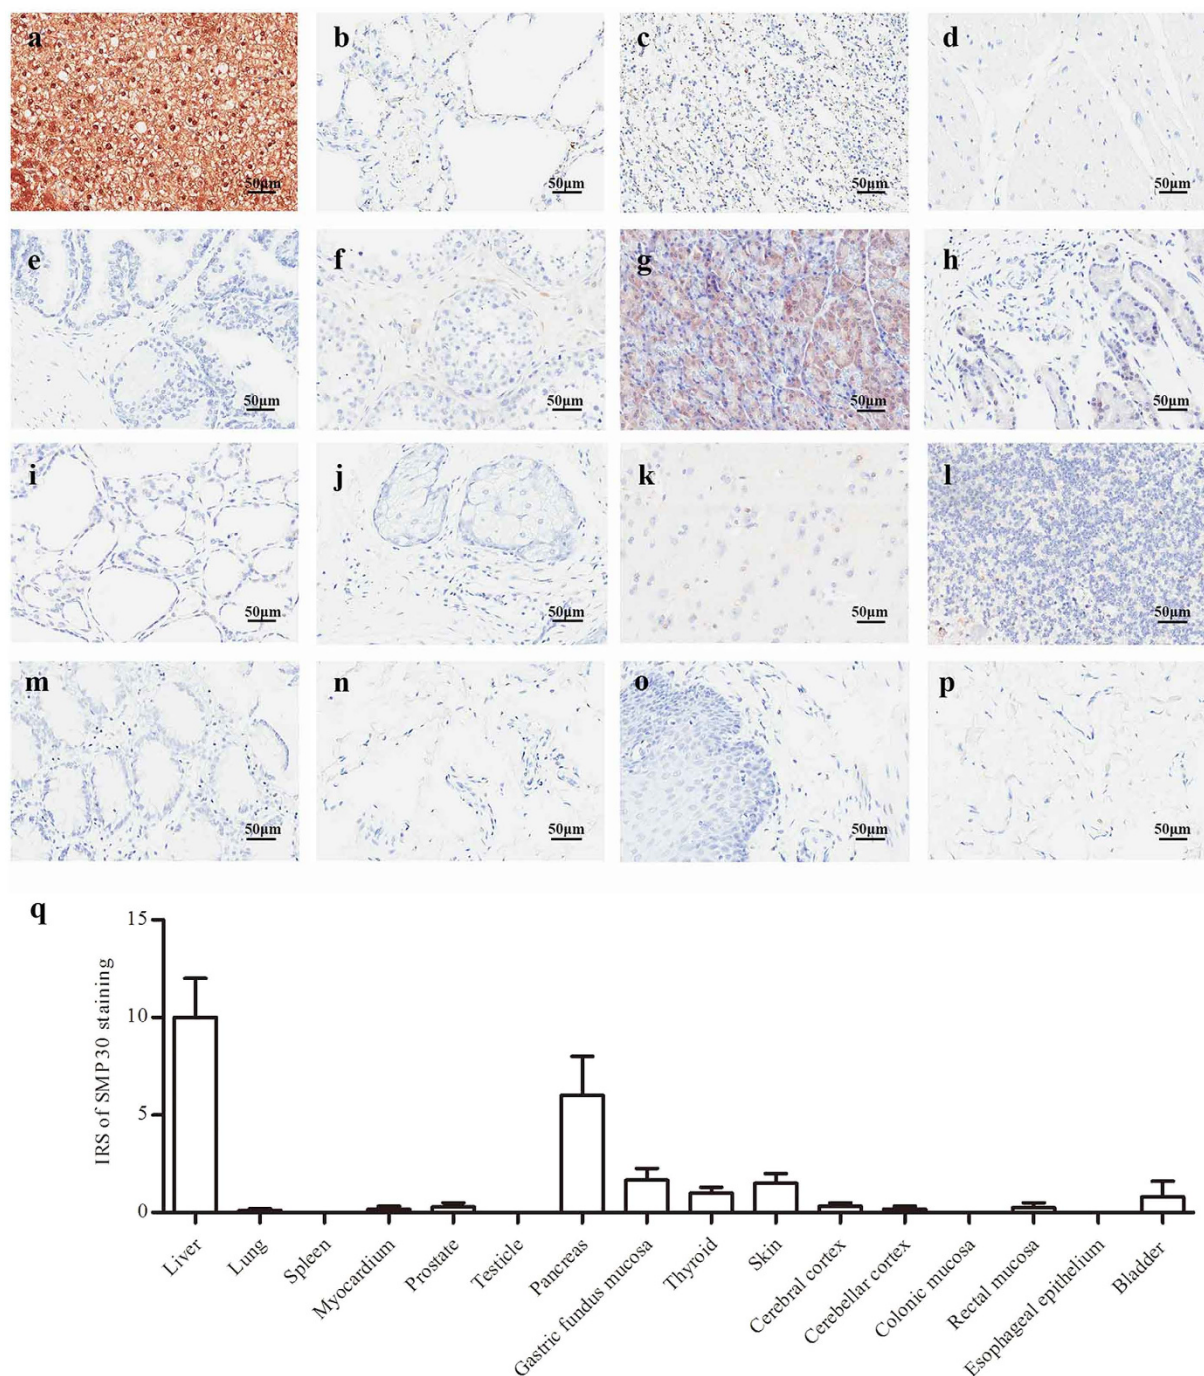 a b c d
50μm 50μm 50μm 50μm
e f g h
50μm 50μm 50μm 50μm
i j k l
50μm 50μm 50μm 50μm
m n o p
50μm 50μm 50μm 50μm
q
IRS of SMP30 staining
15
10
5
0
Liver
Lung
Spleen
Myocardium
Prostate
Testicle
Pancreas
Gastric fundus mucosa
Thyroid
Skin
Cerebral cortex
Cerebellar cortex
Colonic mucosa
Rectal mucosa
Esophageal epithelium
Bladder